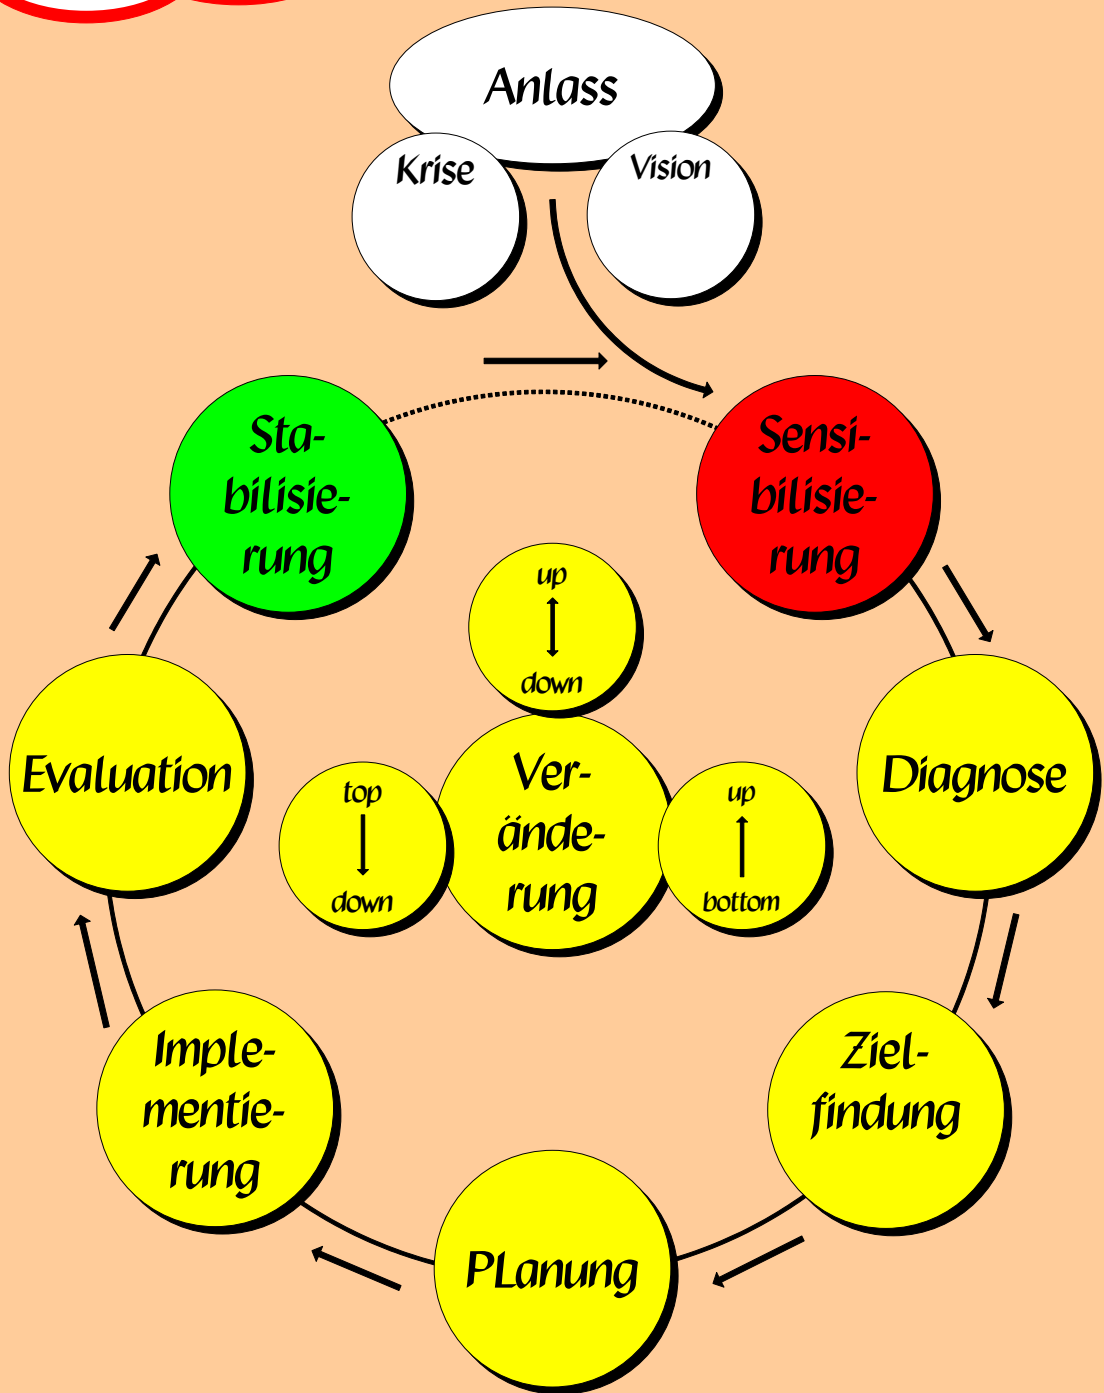 Anlass
Krise
Vision
Sta-
bilisie-
rung
Sensi-
bilisie-
rung
up
down
Evaluation
top
down
Ver-
ände-
rung
up
bottom
Diagnose
Imple-
mentie-
rung
Ziel-
findung
PLanung